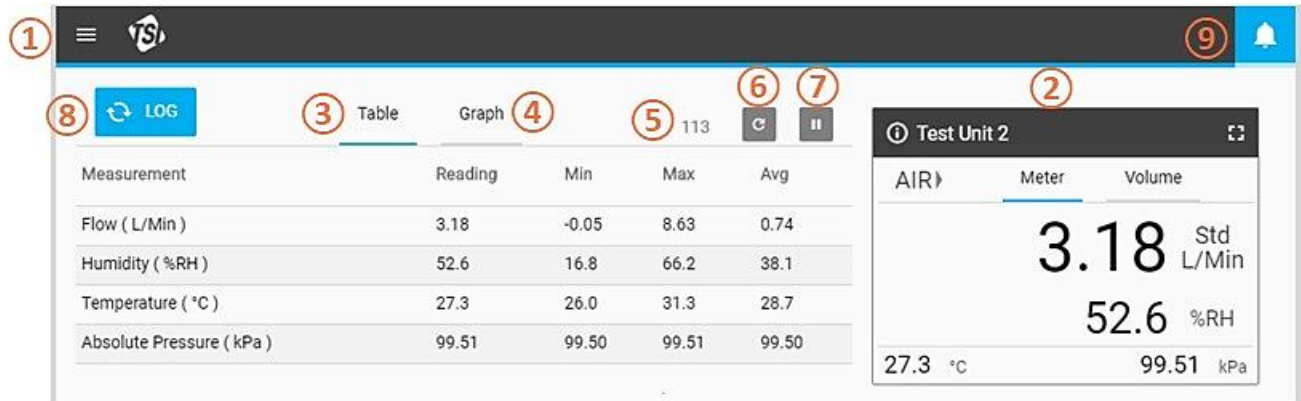 ① TSI ⑨
⑧ LOG ③ Table Graph ④ ⑤ 113 ⑥ ⑦ ②
Measurement Reading Min Max Avg
Flow ( L/Min ) 3.18 -0.05 8.63 0.74
Humidity ( %RH ) 52.6 16.8 66.2 38.1
Temperature ( °C ) 27.3 26.0 31.3 28.7
Absolute Pressure ( kPa ) 99.51 99.50 99.51 99.50
Test Unit 2
AIR Meter Volume
3.18 Std L/Min
52.6 %RH
27.3 °C 99.51 kPa